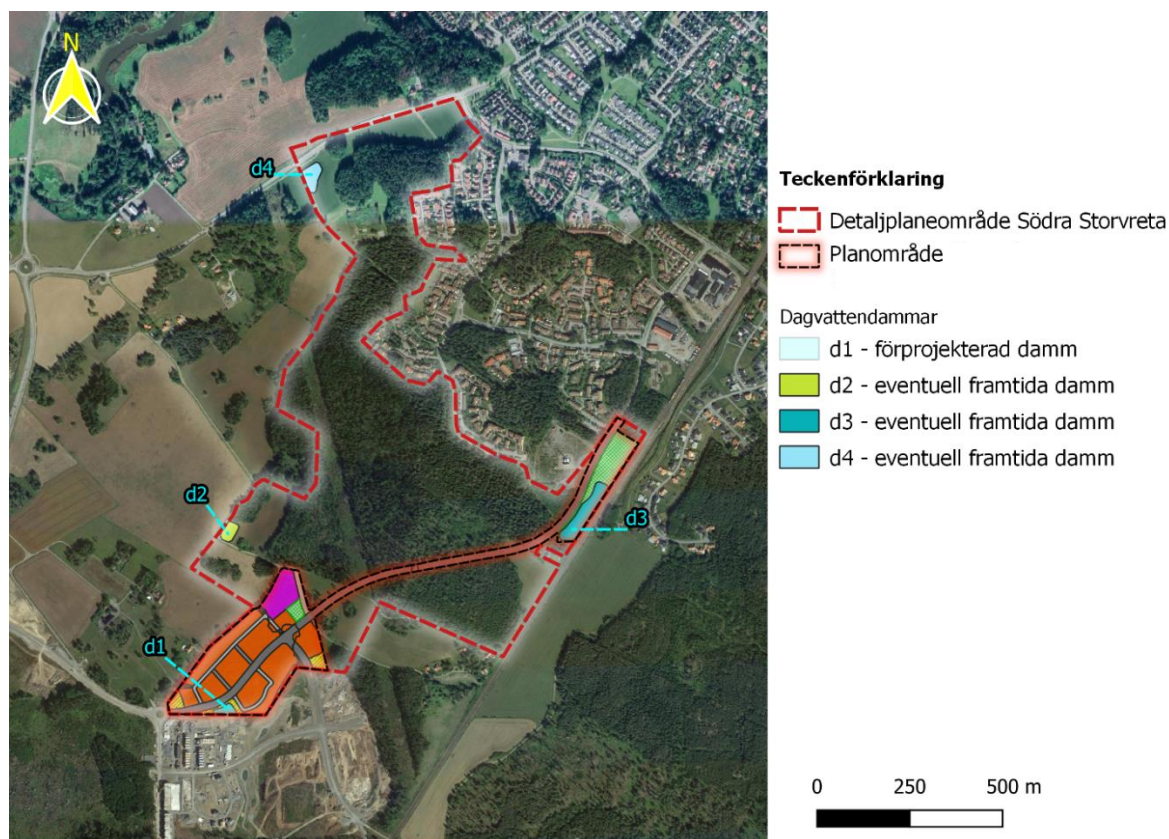 N
d4
d2
d3
d1
Teckenförklaring
Detaljplaneområde Södra Storvreta
Planområde
Dagvattendammar
d1 - förprojekterad damm
d2 - eventuell framtida damm
d3 - eventuell framtida damm
d4 - eventuell framtida damm
0 250 500 m